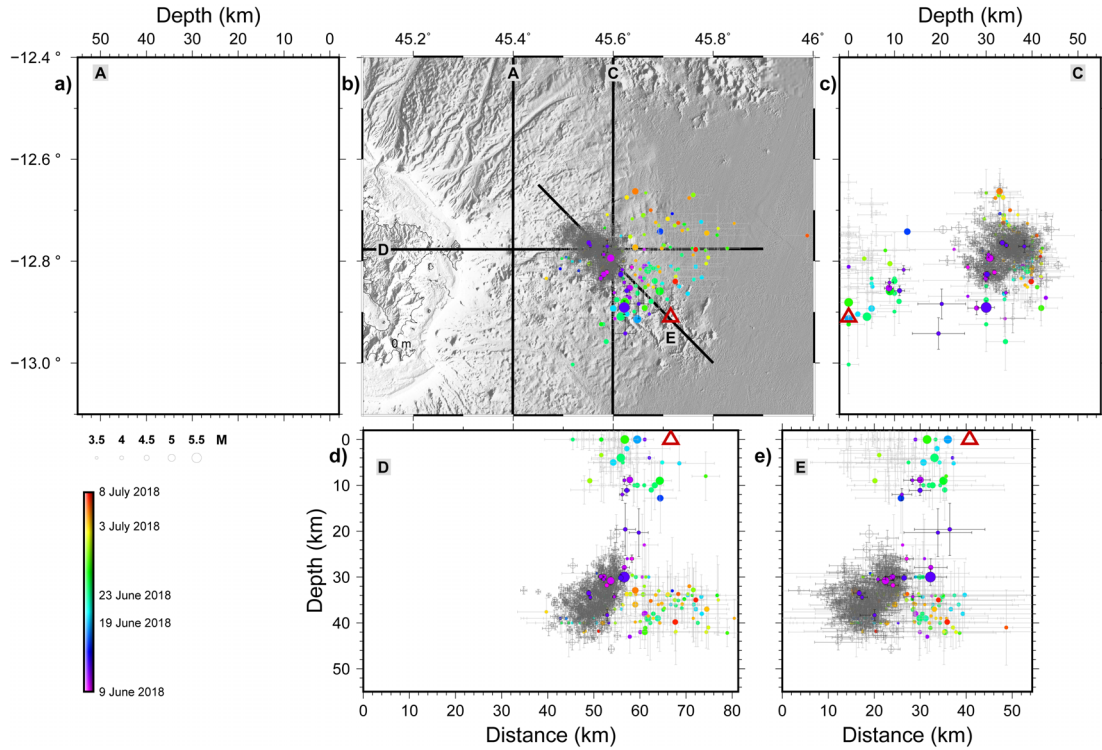 Depth (km)
50 40 30 20 10 0
45.2 ° 45.4 ° 45.6 ° 45.8 ° 46 °
Depth (km)
0 10 20 30 40 50
−12.4 °
−12.6 °
−12.8 °
−13.0 °
a)
A
b)
A
C
D
E
0 m
c)
C
3.5 4 4.5 5 5.5 M
8 July 2018
3 July 2018
23 June 2018
19 June 2018
9 June 2018
d)
D
Depth (km)
0
10
20
30
40
50
0 10 20 30 40 50 60 70 80
Distance (km)
e)
E
0 10 20 30 40 50
Distance (km)